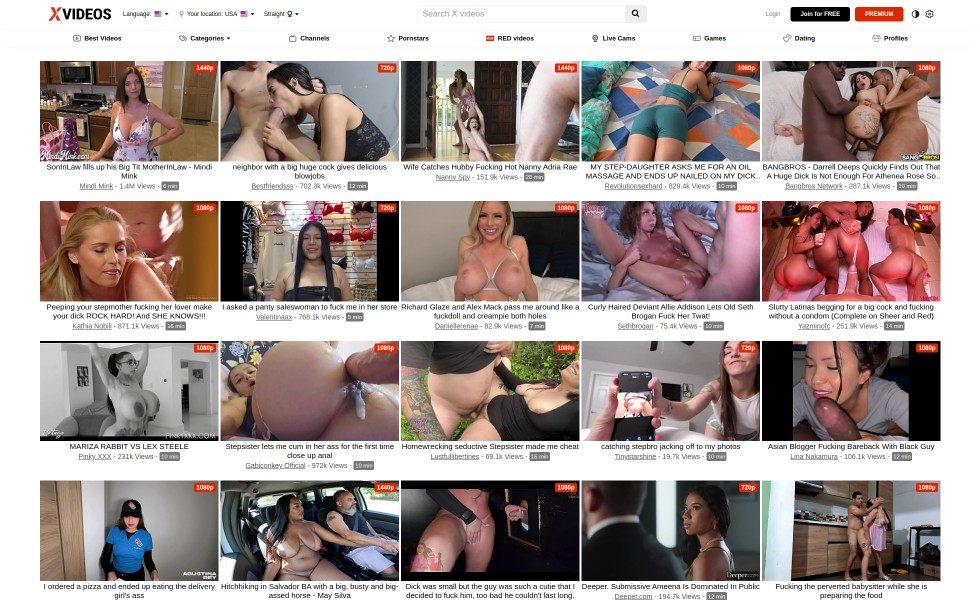 XVIDEOS
Language:
Your location: USA
Straight
Search X videos
Login
Join for FREE
PREMIUM
Best Videos
Categories
Channels
Pornstars
RED videos
Live Cams
Games
Dating
Profiles
1440p
720p
1440p
1080p
1080p
MindiMink.com
BANGBROS
SonInLaw fills up his Big Tit MotherInLaw - Mindi
Mink
Mindi Mink - 1.4M Views - 6 min
neighbor with a big huge cock gives delicious
blowjobs
Bestfriendsss - 702.3k Views - 12 min
Wife Catches Hubby Fucking Hot Nanny Adria Rae
Nanny Spy - 151.9k Views - 20 min
MY STEP-DAUGHTER ASKS ME FOR AN OIL
MASSAGE AND ENDS UP NAILED ON MY DICK..
Revolutionsexhard - 829.4k Views - 10 min
BANGBROS - Darrell Deeps Quickly Finds Out That
A Huge Dick Is Not Enough For Athenea Rose So..
Bangbros Network - 287.1k Views - 10 min
1080p
720p
1080p
1080p
1080p
Peeping your stepmother fucking her lover make
your dick ROCK HARD! And SHE KNOWS!!!
Kathia Nobili - 871.1k Views - 16 min
I asked a panty saleswoman to fuck me in her store
Valentinaax - 768.1k Views - 5 min
Richard Glaze and Alex Mack pass me around like a
fuckdoll and creampie both holes
Daniellerenae - 82.9k Views - 7 min
Curly Haired Deviant Allie Addison Lets Old Seth
Brogan Fuck Her Twat!
Sethbrogan - 75.4k Views - 10 min
Slutty Latinas begging for a big cock and fucking
without a condom (Complete on Sheer and Red)
Yazminofc - 251.9k Views - 14 min
1080p
1080p
1080p
720p
1080p
PINKYXXX.COM
MARIZA RABBIT VS LEX STEELE
Pinky XXX - 231k Views - 10 min
Stepsister lets me cum in her ass for the first time
close up anal
Gabiconkey Official - 972k Views - 10 min
Homewrecking seductive Stepsister made me cheat
Lustfullibertines - 69.1k Views - 16 min
catching stepbro jacking off to my photos
Tinystarshine - 19.7k Views - 10 min
Asian Blogger Fucking Bareback With Black Guy
Lina Nakamura - 106.1k Views - 12 min
1080p
1440p
1080p
720p
1080p
AGUSTINA
REY
Deeper.com
I ordered a pizza and ended up eating the delivery
girl's ass
Hitchhiking in Salvador BA with a big, busty and big-
assed horse - May Silva
Dick was small but the guy was such a cutie that I
decided to fuck him, too bad he couldn't last long.
Deeper. Submissive Ameena Is Dominated In Public
Deeper.com - 194.7k Views - 12 min
Fucking the perverted babysitter while she is
preparing the food